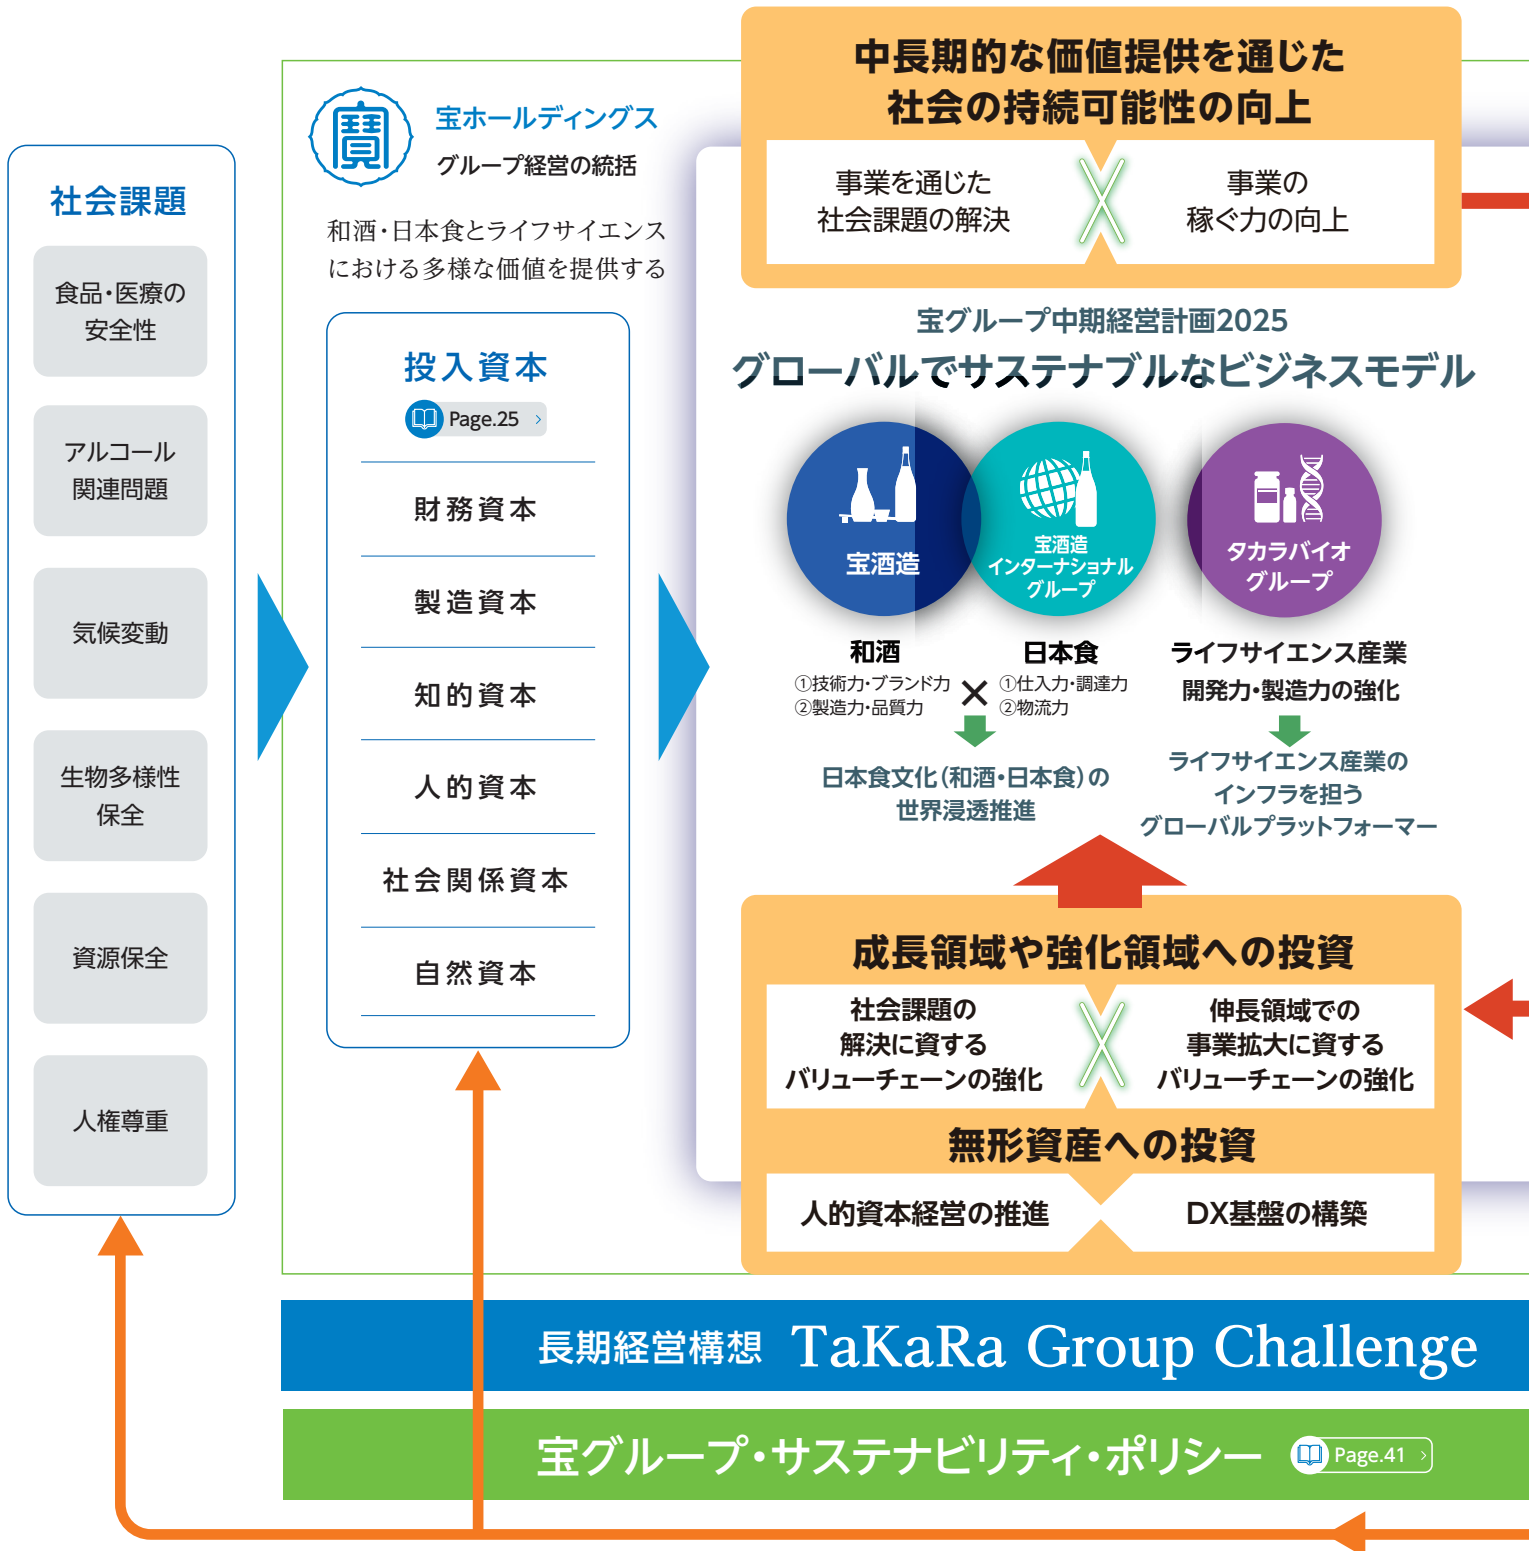 社会課題
食品・医療の
安全性
アルコール
関連問題
気候変動
生物多様性
保全
資源保全
人権尊重
寳
宝ホールディングス
グループ経営の統括
和酒・日本食とライフサイエンス
における多様な価値を提供する
投入資本
Page.25
財務資本
製造資本
知的資本
人的資本
社会関係資本
自然資本
中長期的な価値提供を通じた
社会の持続可能性の向上
事業を通じた
社会課題の解決
事業の
稼ぐ力の向上
宝グループ中期経営計画2025
グローバルでサステナブルなビジネスモデル
宝酒造
宝酒造
インターナショナル
グループ
タカラバイオ
グループ
和酒
①技術力・ブランド力
②製造力・品質力
×
日本食
①仕入力・調達力
②物流力
日本食文化（和酒・日本食）の
世界浸透推進
ライフサイエンス産業
開発力・製造力の強化
ライフサイエンス産業の
インフラを担う
グローバルプラットフォーマー
成長領域や強化領域への投資
社会課題の
解決に資する
バリューチェーンの強化
伸長領域での
事業拡大に資する
バリューチェーンの強化
無形資産への投資
人的資本経営の推進
DX基盤の構築
長期経営構想 TaKaRa Group Challenge
宝グループ・サステナビリティ・ポリシー Page.41